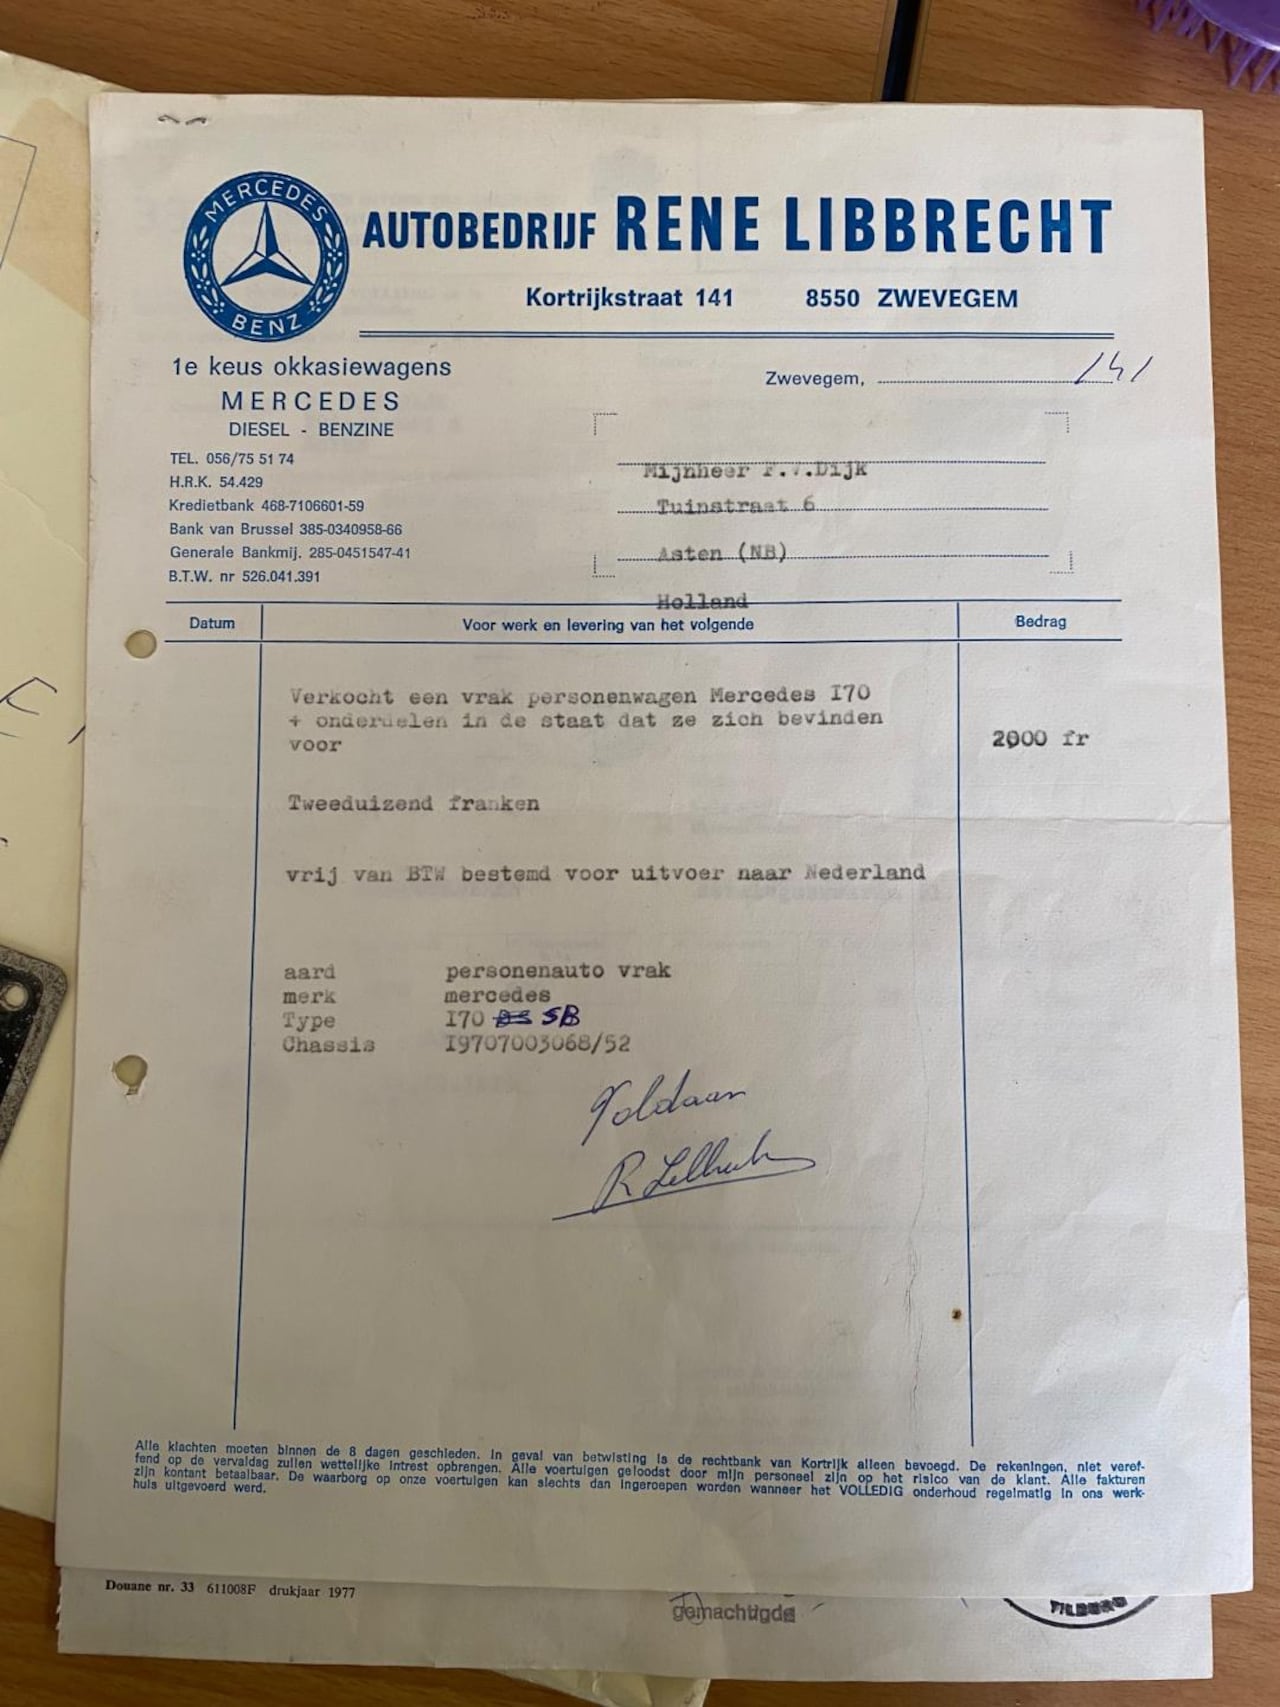 MERCEDES
BENZ
AUTOBEDRIJF RENE LIBBRECHT
Kortrijkstraat 141 8550 ZWEVEGEM
1e keus okkasiewagens
MERCEDES
DIESEL - BENZINE
TEL. 056/75 51 74
H.R.K. 54.429
Kredietbank 468-7106601-59
Bank van Brussel 385-0340958-66
Generale Bankmij. 285-0451547-41
B.T.W. nr 526.041.391
Zwevegem,
Mijnheer F.V.Dijk
Tuinstraat 6
Asten (NB)
Holland
Datum Voor werk en levering van het volgende Bedrag
Verkocht een vrak personenwagen Mercedes I70
+ onderdelen in de staat dat ze zich bevinden
voor 2000 fr
Tweeduizend franken
vrij van BTW bestemd voor uitvoer naar Nederland
aard personenauto vrak
merk mercedes
Type I70 SB
Chassis I9707003068/52
Voldaan
Alle klachten moeten binnen de 8 dagen geschieden. In geval van betwisting is de rechtbank van Kortrijk alleen bevoegd. De rekeningen, niet veref-
fend op de vervaldag zullen wettelijke intrest opbrengen. Alle voertuigen geloodst door mijn personeel zijn op het risico van de klant. Alle fakturen
zijn kontant betaalbaar. De waarborg op onze voertuigen kan slechts dan ingeroepen worden wanneer het VOLLEDIG onderhoud regelmatig in ons werk-
huis uitgevoerd werd.
Douane nr. 33 611008F drukjaar 1977
gemachtigde
TILBURG